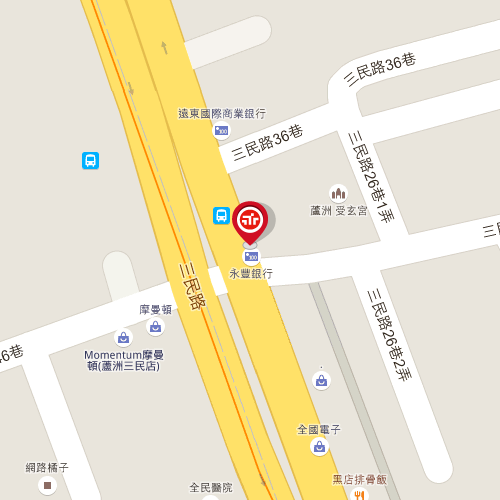 三民路36巷
遠東國際商業銀行
三民路36巷
三民路26巷1弄
蘆洲 受玄宮
永豐銀行
三民路
摩曼頓
三民路26巷2弄
Momentum摩曼
頓(蘆洲三民店)
46巷
全國電子
網路橘子
黑店排骨飯
全民醫院